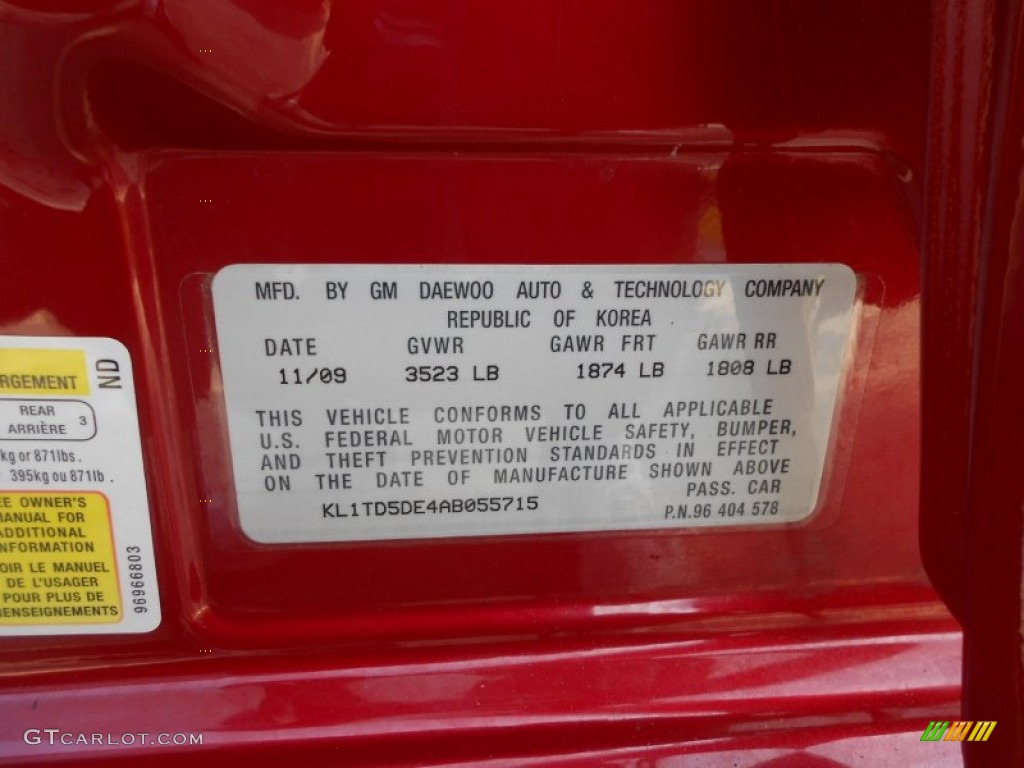 MFD. BY GM DAEWOO AUTO & TECHNOLOGY COMPANY
REPUBLIC OF KOREA
DATE GVWR GAWR FRT GAWR RR
11/09 3523 LB 1874 LB 1808 LB
THIS VEHICLE CONFORMS TO ALL APPLICABLE
U.S. FEDERAL MOTOR VEHICLE SAFETY, BUMPER,
AND THEFT PREVENTION STANDARDS IN EFFECT
ON THE DATE OF MANUFACTURE SHOWN ABOVE
PASS. CAR
KL1TD5DE4AB055715
P.N.96 404 578
RGEMENT
ND
REAR
ARRIÈRE 3
kg or 871lbs.
395kg ou 871lb.
EE OWNER'S
MANUAL FOR
ADDITIONAL
NFORMATION
OIR LE MANUEL
DE L'USAGER
POUR PLUS DE
RENSEIGNEMENTS
96966803
GTCARLOT.COM